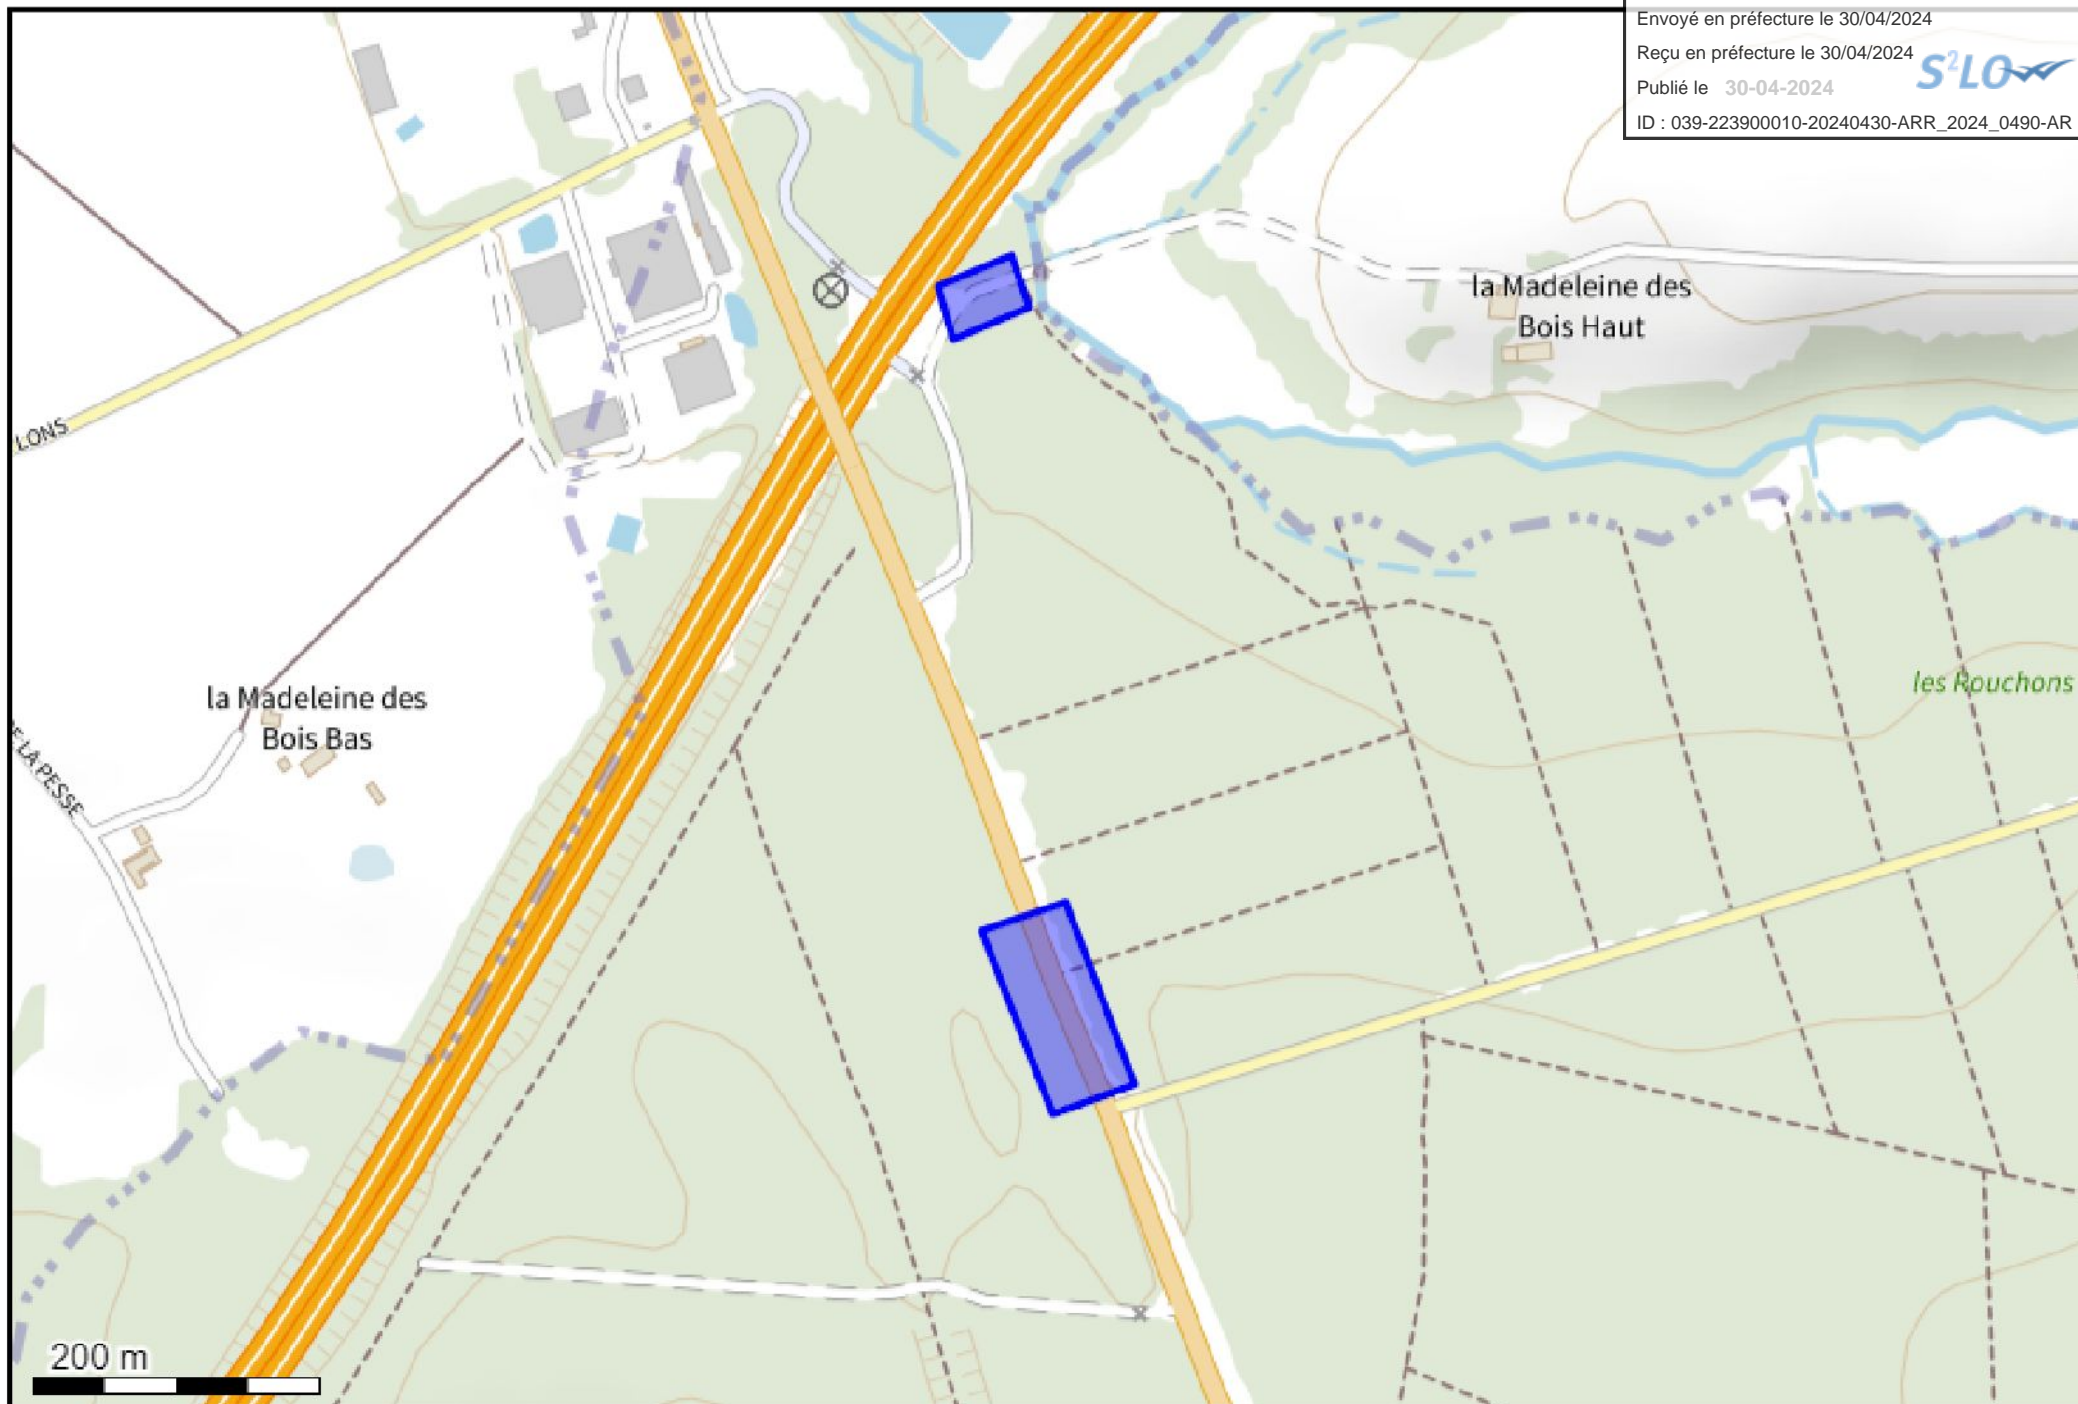 Envoyé en préfecture le 30/04/2024
Reçu en préfecture le 30/04/2024
S²LO
Publié le 30-04-2024
ID : 039-223900010-20240430-ARR_2024_0490-AR
la Madeleine des
Bois Haut
LONS
les Rouchons
la Madeleine des
Bois Bas
LA PESSE
200 m